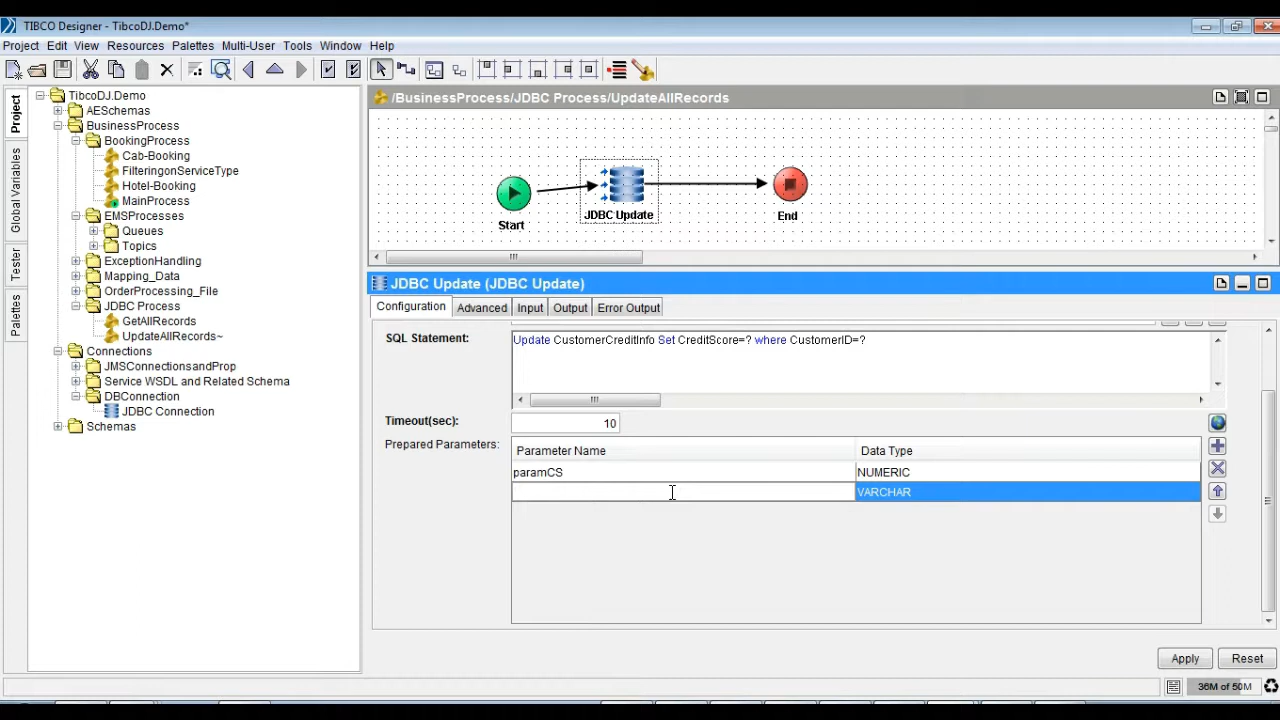 TIBCO Designer - TibcoDJ.Demo*
Project Edit View Resources Palettes Multi-User Tools Window Help
Project
Global Variables
Tester
Palettes
TibcoDJ.Demo
AESchemas
BusinessProcess
BookingProcess
Cab-Booking
FilteringonServiceType
Hotel-Booking
MainProcess
EMSProcesses
Queues
Topics
ExceptionHandling
Mapping_Data
OrderProcessing_File
JDBC Process
GetAllRecords
UpdateAllRecords~
Connections
JMSConnectionsandProp
Service WSDL and Related Schema
DBConnection
JDBC Connection
Schemas
/BusinessProcess/JDBC Process/UpdateAllRecords
Start
JDBC Update
End
JDBC Update (JDBC Update)
Configuration Advanced Input Output Error Output
SQL Statement:
Update CustomerCreditInfo Set CreditScore=? where CustomerID=?
Timeout(sec): 10
Prepared Parameters:
Parameter Name Data Type
paramCS NUMERIC
VARCHAR
Apply Reset
36M of 50M